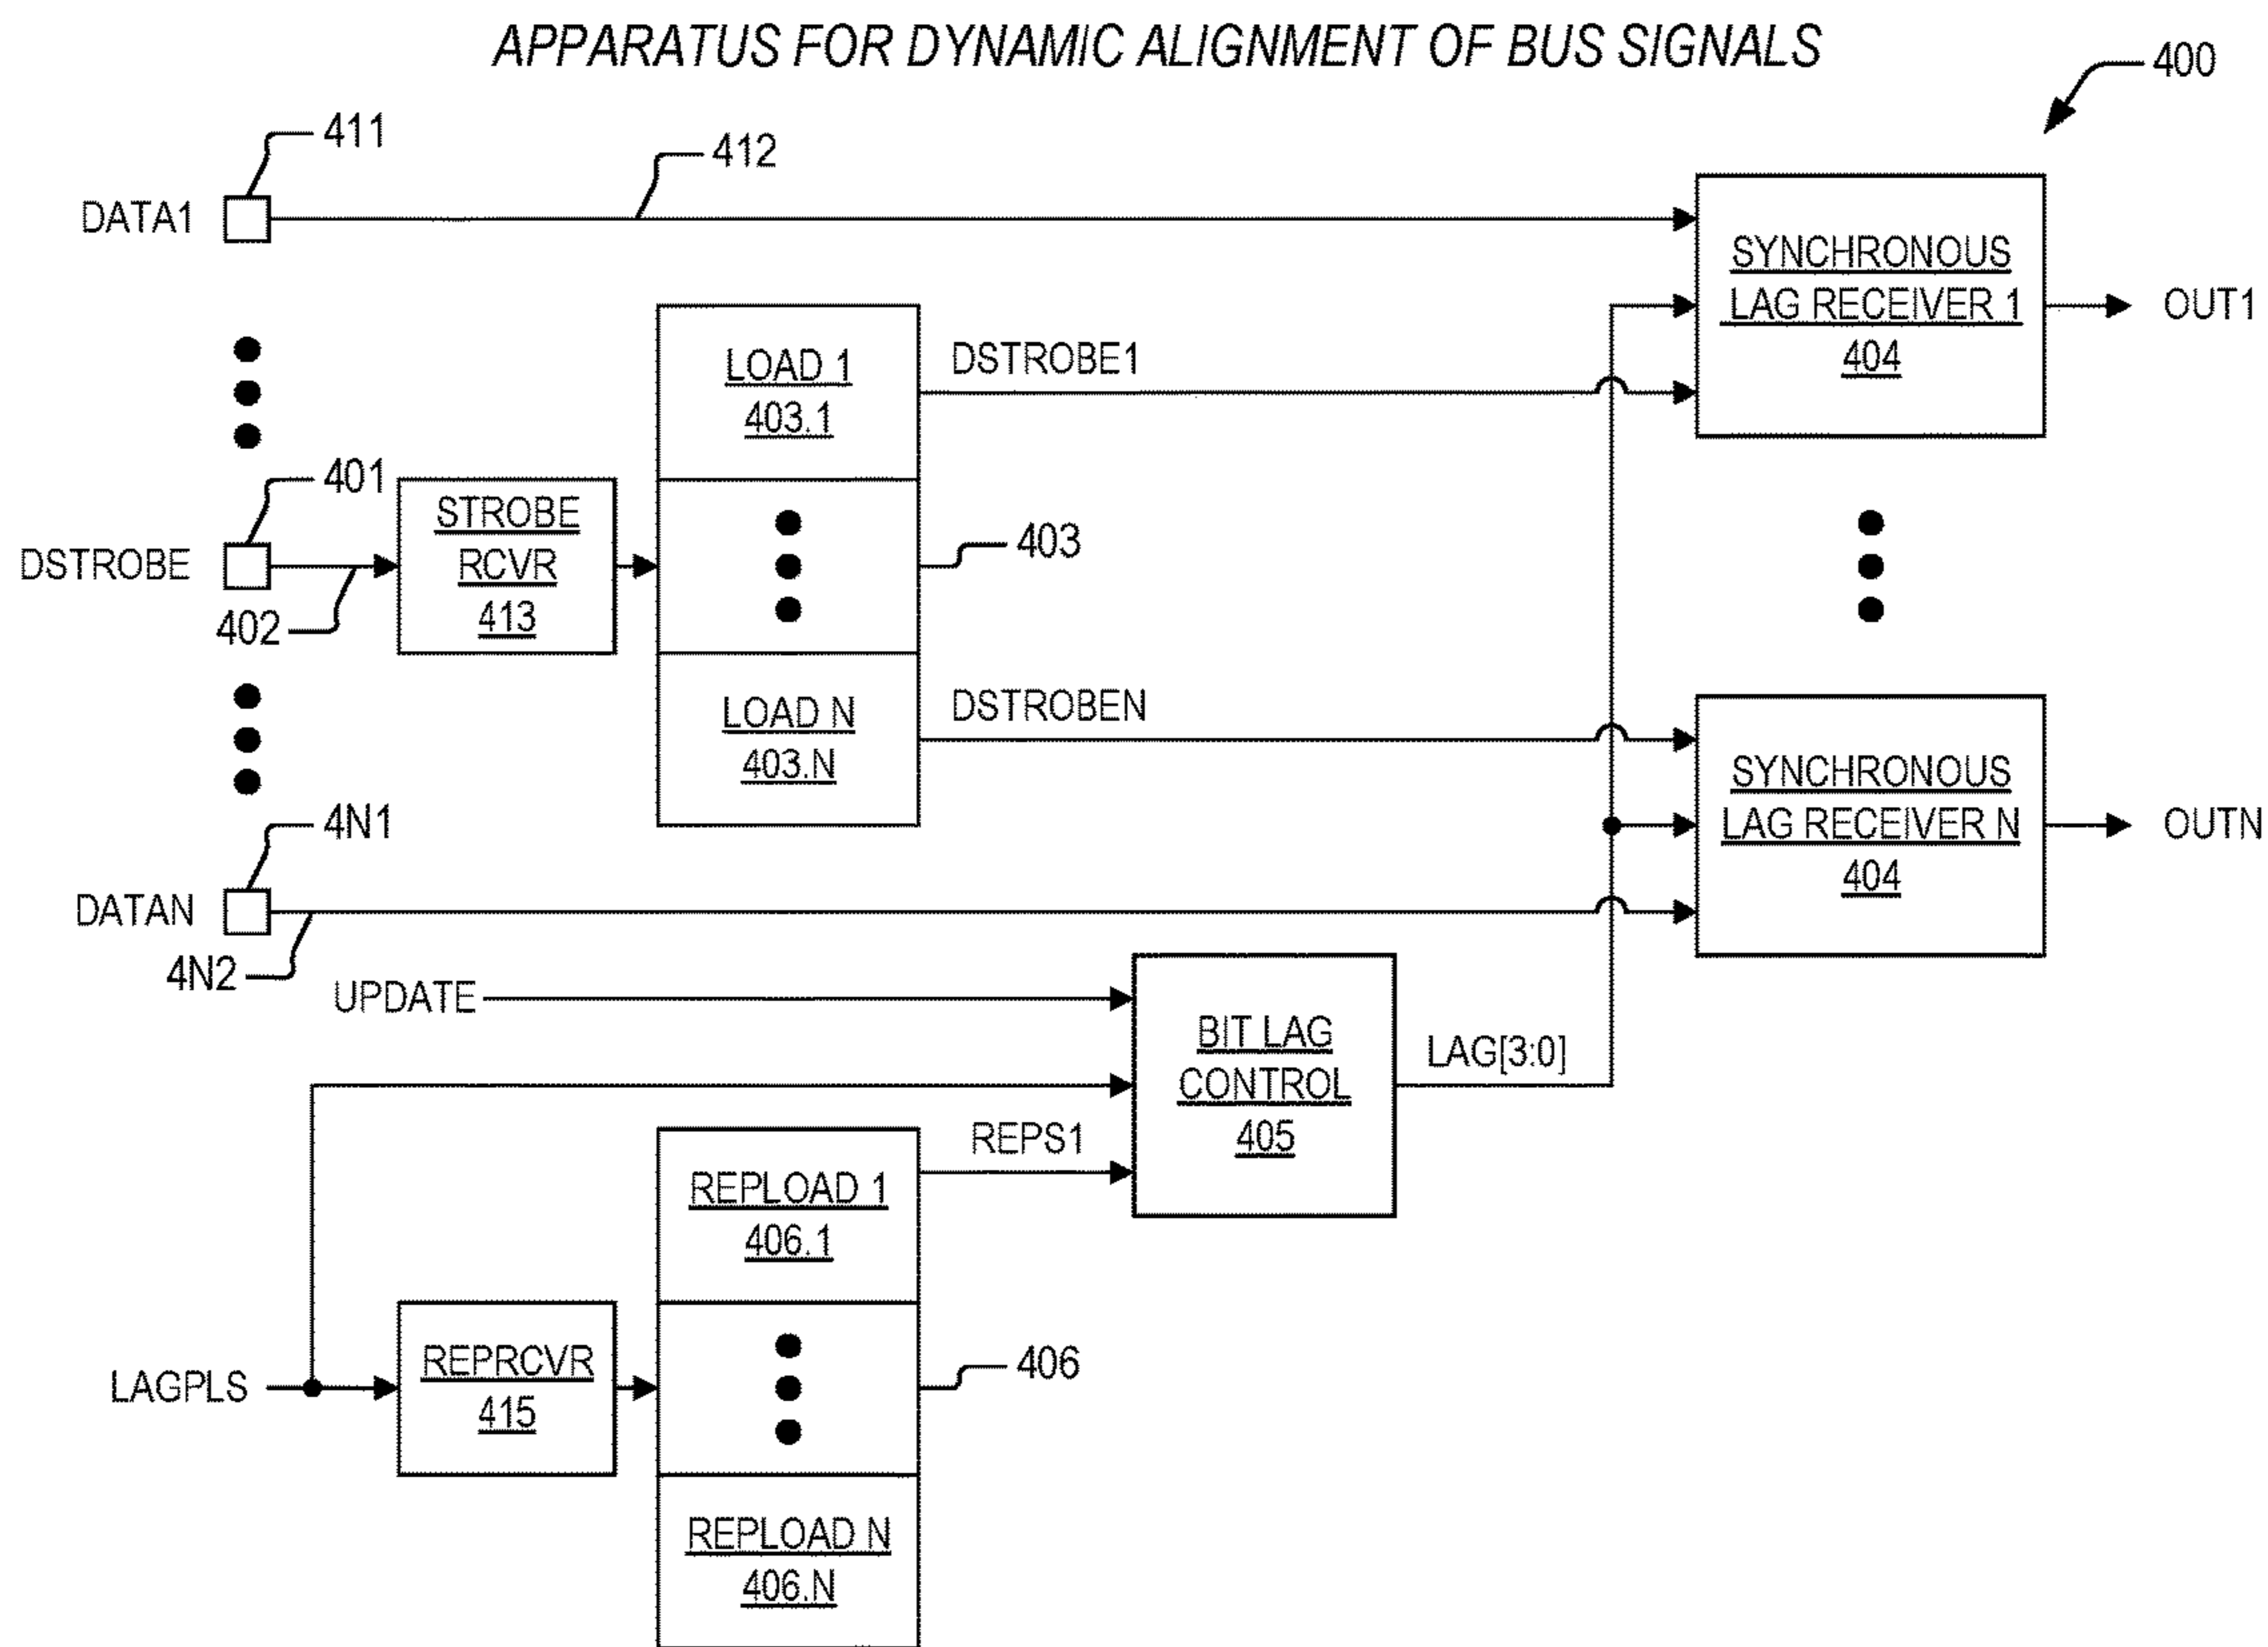 APPARATUS FOR DYNAMIC ALIGNMENT OF BUS SIGNALS
400
411
412
DATA1
SYNCHRONOUS
LAG RECEIVER 1
404
OUT1
LOAD 1
403.1
DSTROBE1
401
DSTROBE
402
STROBE
RCVR
413
403
LOAD N
403.N
DSTROBEN
SYNCHRONOUS
LAG RECEIVER N
404
OUTN
4N1
DATAN
4N2
UPDATE
BIT LAG
CONTROL
405
LAG[3:0]
REPS1
REPLOAD 1
406.1
LAGPLS
REPRCVR
415
406
REPLOAD N
406.N